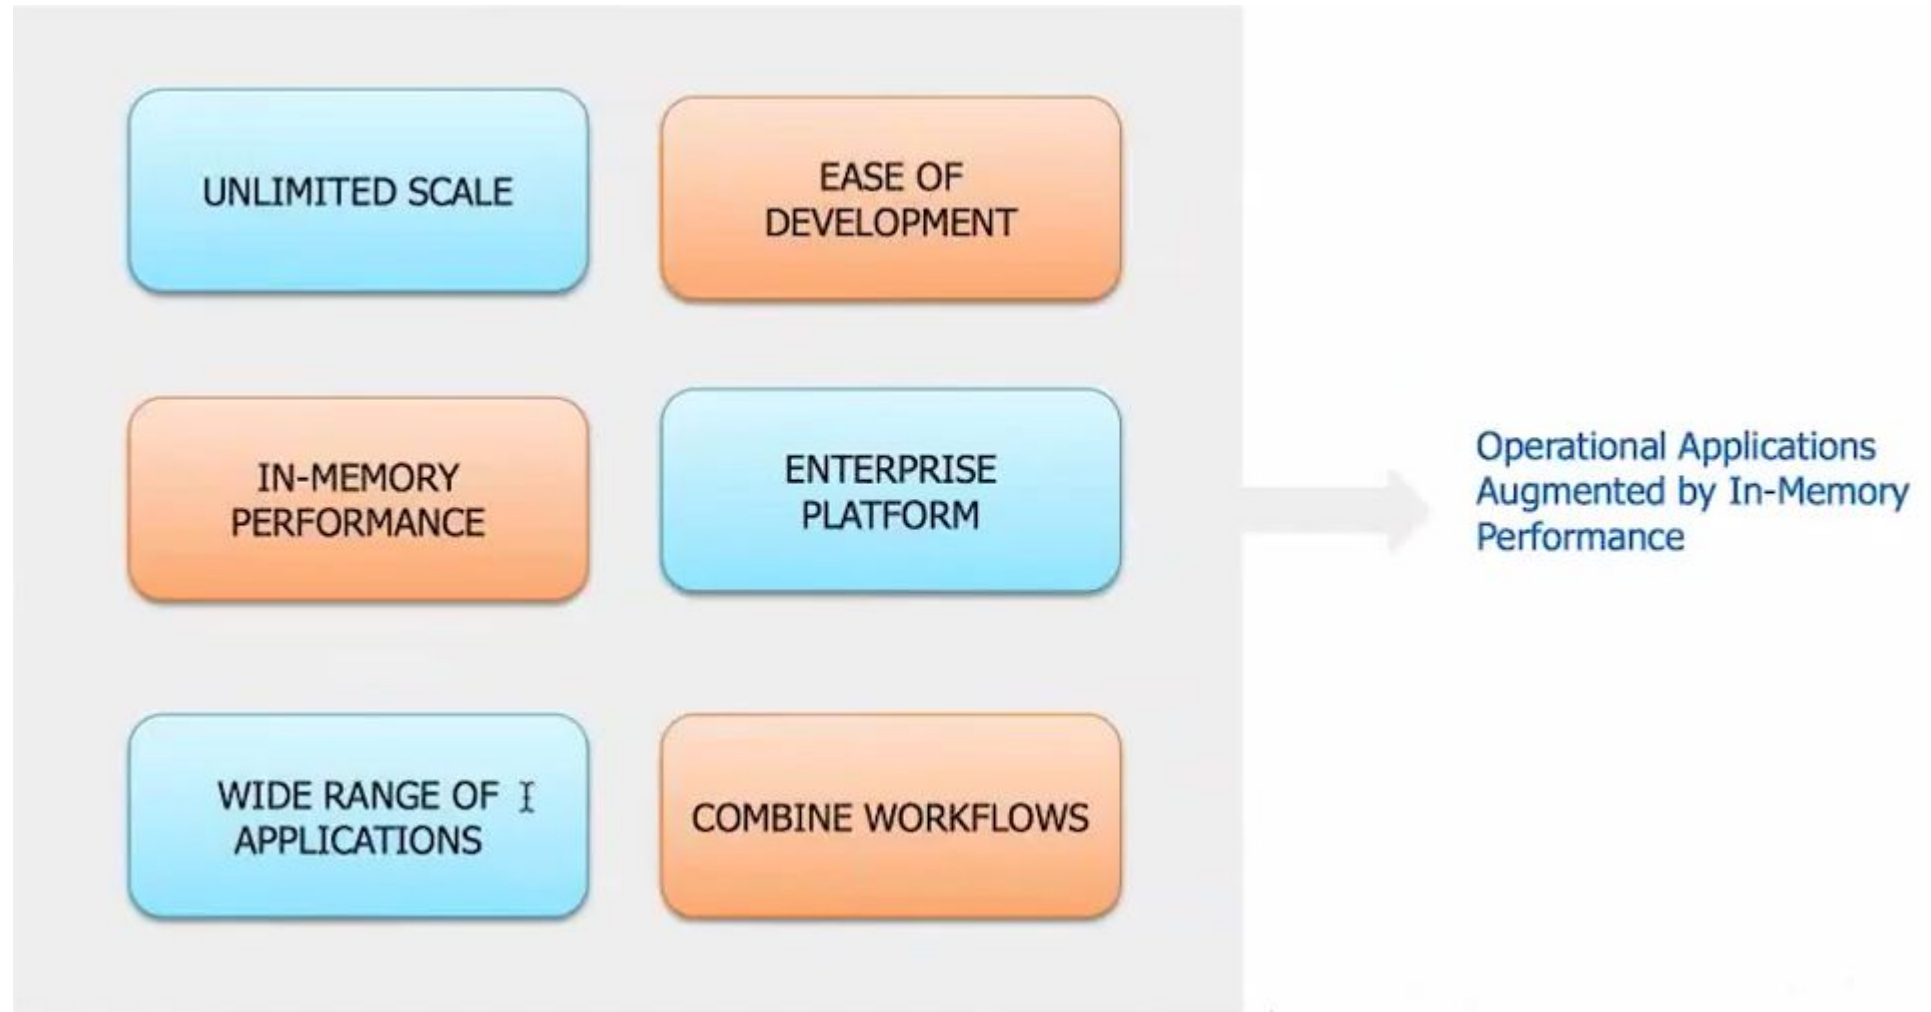 UNLIMITED SCALE
EASE OF
DEVELOPMENT
IN-MEMORY
PERFORMANCE
ENTERPRISE
PLATFORM
WIDE RANGE OF
APPLICATIONS
COMBINE WORKFLOWS
Operational Applications
Augmented by In-Memory
Performance